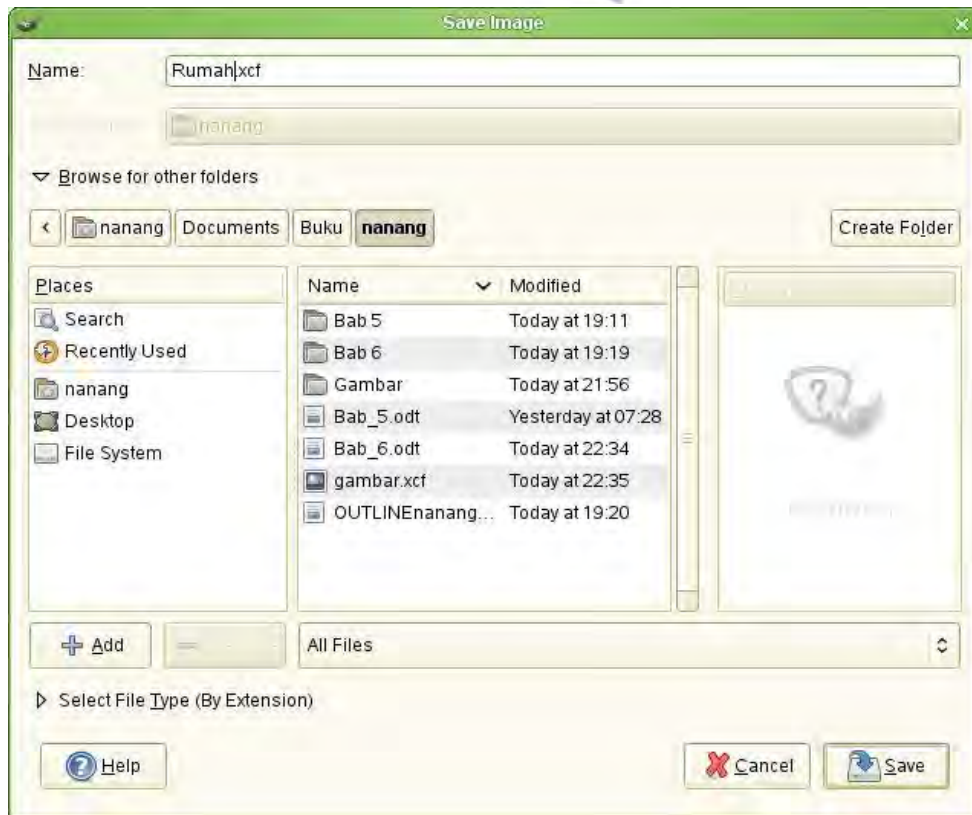 Save Image
Name: Rumah.xcf
nanang
Browse for other folders
nanang Documents Buku nanang Create Folder
Places
Search
Recently Used
nanang
Desktop
File System
Name Modified
Bab 5 Today at 19:11
Bab 6 Today at 19:19
Gambar Today at 21:56
Bab_5.odt Yesterday at 07:28
Bab_6.odt Today at 22:34
gambar.xcf Today at 22:35
OUTLINEnanang... Today at 19:20
Add All Files
Select File Type (By Extension)
Help Cancel Save